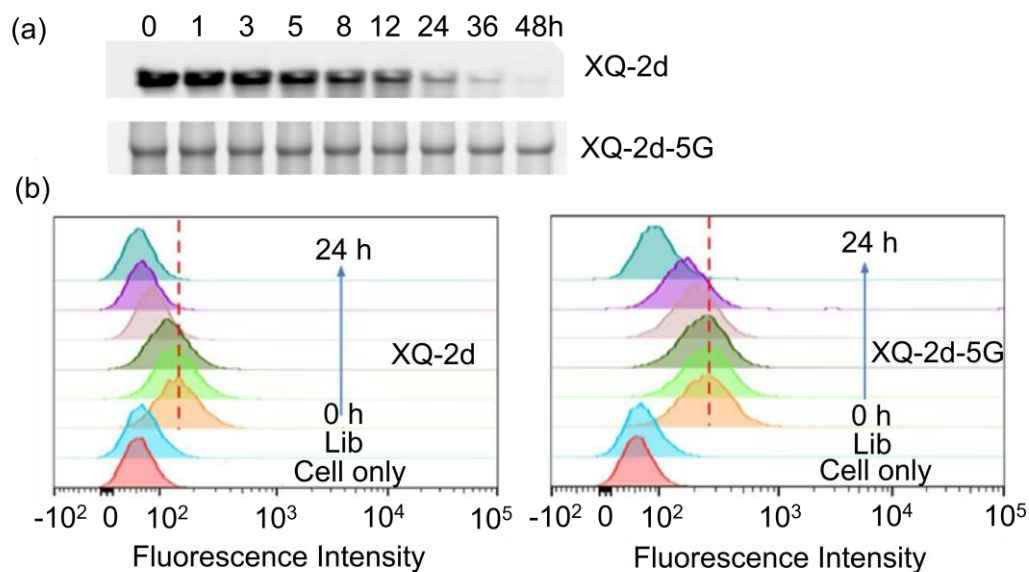 (a)
0 1 3 5 8 12 24 36 48h
XQ-2d
XQ-2d-5G
(b)
24 h
XQ-2d
0 h
Lib
Cell only
-10² 0 10² 10³ 10⁴ 10⁵
Fluorescence Intensity
24 h
XQ-2d-5G
0 h
Lib
Cell only
-10² 0 10² 10³ 10⁴ 10⁵
Fluorescence Intensity